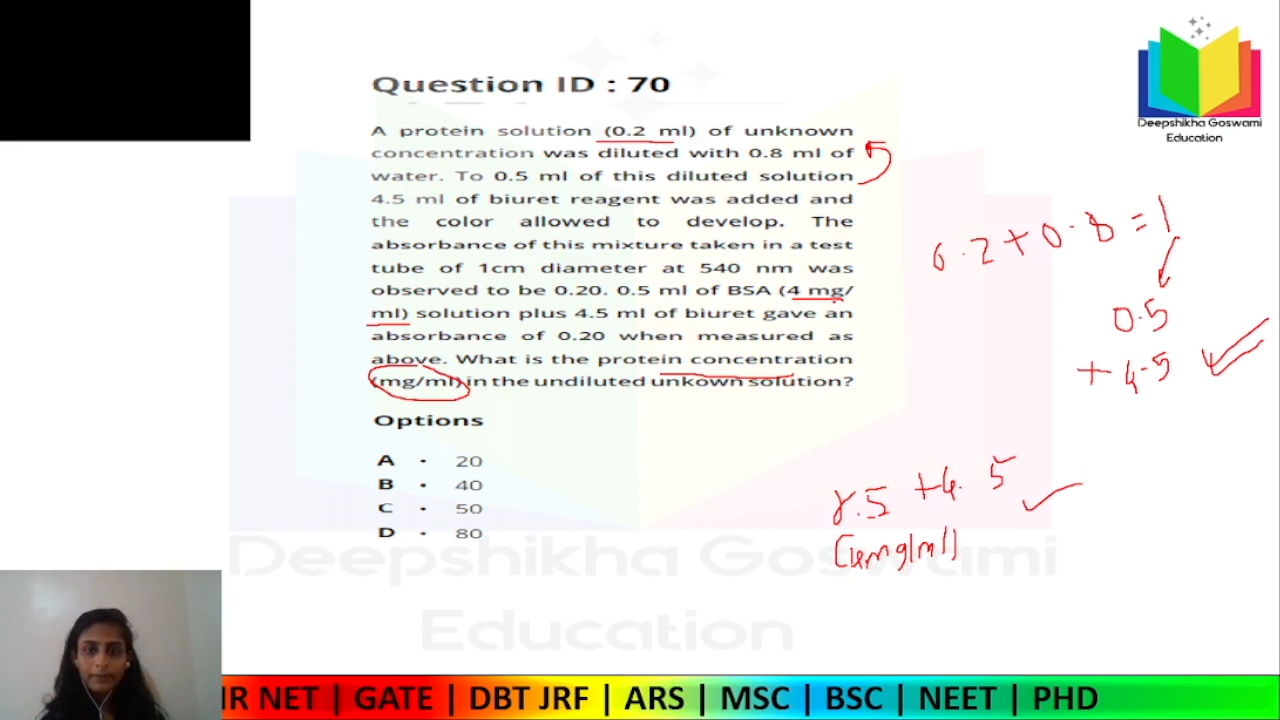 Question ID : 70
A protein solution (0.2 ml) of unknown
concentration was diluted with 0.8 ml of
water. To 0.5 ml of this diluted solution
4.5 ml of biuret reagent was added and
the color allowed to develop. The
absorbance of this mixture taken in a test
tube of 1cm diameter at 540 nm was
observed to be 0.20. 0.5 ml of BSA (4 mg/
ml) solution plus 4.5 ml of biuret gave an
absorbance of 0.20 when measured as
above. What is the protein concentration
(mg/ml) in the undiluted unkown solution?
Options
A . 20
B . 40
C . 50
D . 80
Deepshikha Goswami
Education
0.2 + 0.8 = 1
0.5
+ 4.5
.5 + 4.5
(4mg/ml)
Deepshikha Goswami
Education
IR NET | GATE | DBT JRF | ARS | MSC | BSC | NEET | PHD